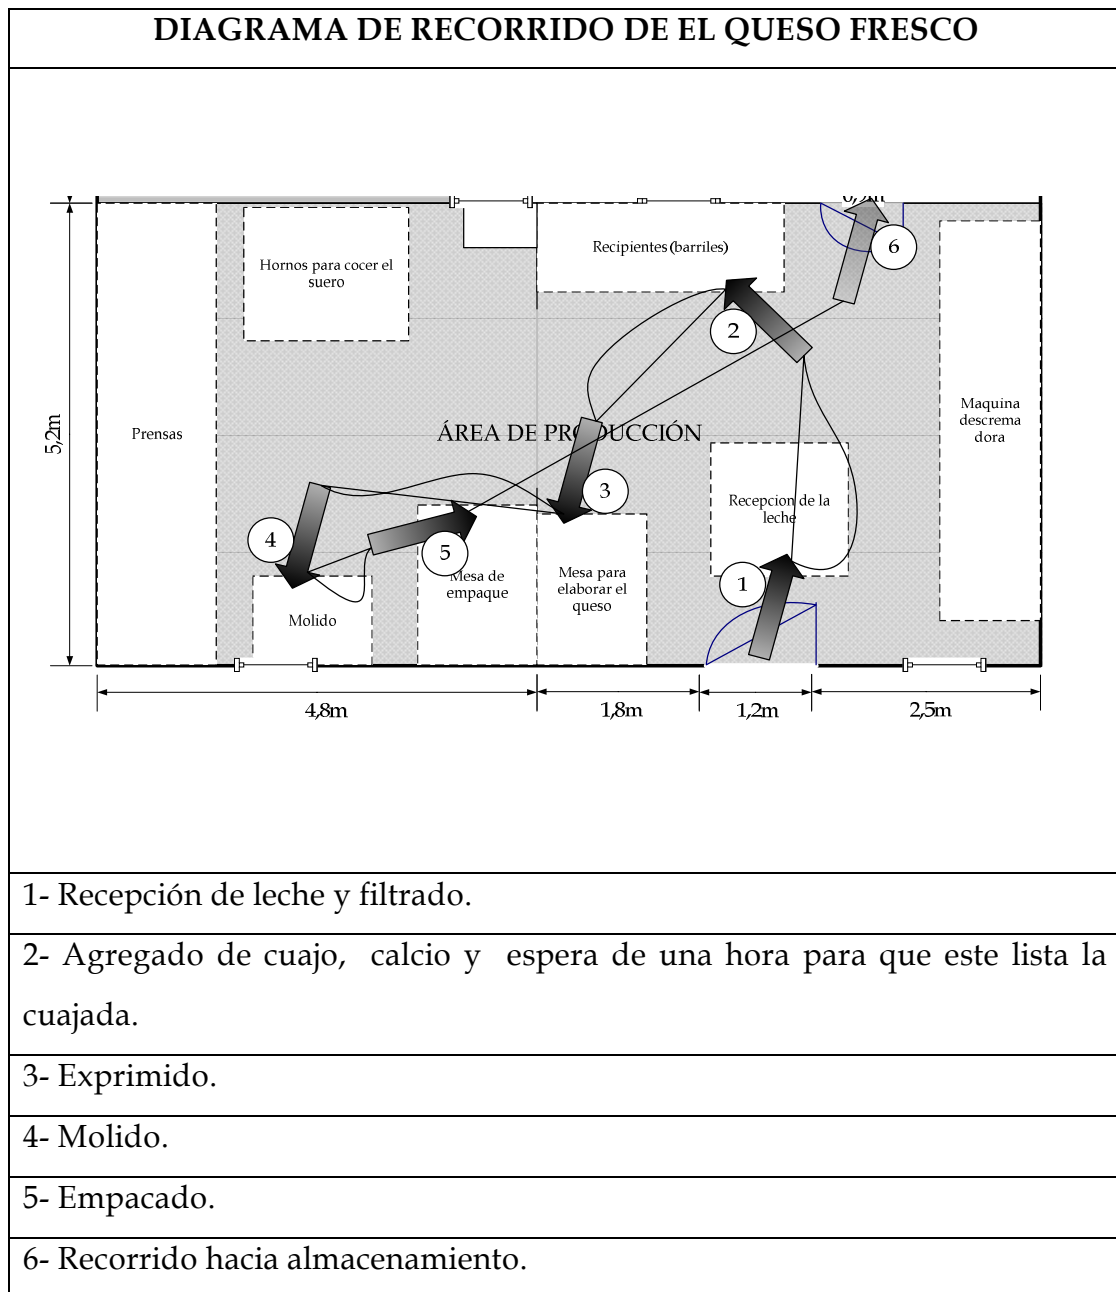 DIAGRAMA DE RECORRIDO DE EL QUESO FRESCO
Hornos para cocer el
suero
Recipientes (barriles)
6
2
5,2m
Prensas
ÁREA DE PRODUCCIÓN
Maquina
descrema
dora
3
Recepcion de la
leche
4
5
Mesa de
empaque
Mesa para
elaborar el
queso
1
Molido
4,8m
1,8m
1,2m
2,5m
1- Recepción de leche y filtrado.
2- Agregado de cuajo, calcio y espera de una hora para que este lista la
cuajada.
3- Exprimido.
4- Molido.
5- Empacado.
6- Recorrido hacia almacenamiento.